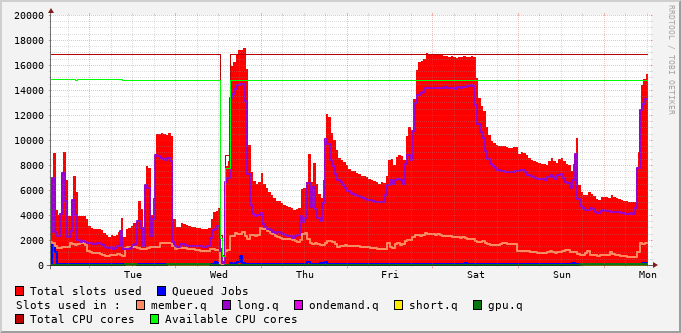 RRDTOOL / TOBI OETIKER
20000
18000
16000
14000
12000
10000
8000
6000
4000
2000
0
Tue Wed Thu Fri Sat Sun Mon
Total slots used Queued Jobs
Slots used in : member.q long.q ondemand.q short.q gpu.q
Total CPU cores Available CPU cores